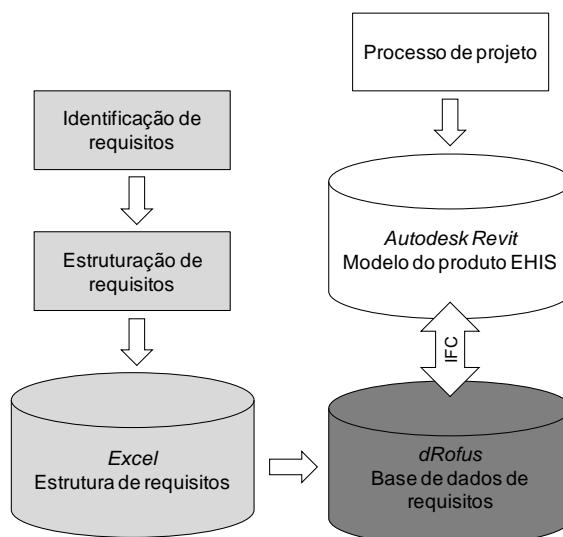 Processo de projeto
Identificação de
requisitos
Estruturação de
requisitos
Autodesk Revit
Modelo do produto EHIS
IFC
Excel
Estrutura de requisitos
dRofus
Base de dados de
requisitos